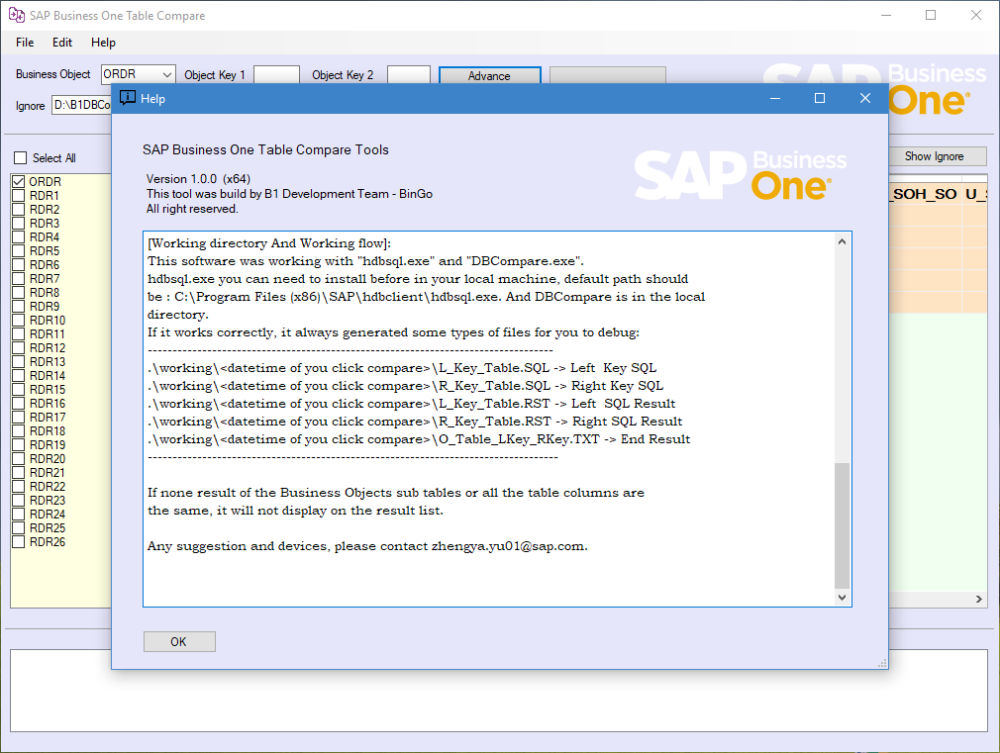 SAP Business One Table Compare
File Edit Help
Business Object ORDR Object Key 1 Object Key 2 Advance
SAP Business One
Ignore D:\B1DBCo
Select All
Show Ignore
ORDR
RDR1
RDR2
RDR3
RDR4
RDR5
RDR6
RDR7
RDR8
RDR9
RDR10
RDR11
RDR12
RDR13
RDR14
RDR15
RDR16
RDR17
RDR18
RDR19
RDR20
RDR21
RDR22
RDR23
RDR24
RDR25
RDR26
_SOH_SO U_
Help
SAP Business One Table Compare Tools
Version 1.0.0 (x64)
This tool was build by B1 Development Team - BinGo
All right reserved.
SAP Business One
[Working directory And Working flow]:
This software was working with "hdbsql.exe" and "DBCompare.exe".
hdbsql.exe you can need to install before in your local machine, default path should
be : C:\Program Files (x86)\SAP\hdbclient\hdbsql.exe. And DBCompare is in the local
directory.
If it works correctly, it always generated some types of files for you to debug:
----------------------------------------------------------------------------------
.\working\<datetime of you click compare>\L_Key_Table.SQL -> Left  Key SQL
.\working\<datetime of you click compare>\R_Key_Table.SQL -> Right Key SQL
.\working\<datetime of you click compare>\L_Key_Table.RST -> Left  SQL Result
.\working\<datetime of you click compare>\R_Key_Table.RST -> Right SQL Result
.\working\<datetime of you click compare>\O_Table_LKey_RKey.TXT -> End Result
-----------------------------------------------------------------------------------
If none result of the Business Objects sub tables or all the table columns are
the same, it will not display on the result list.
Any suggestion and devices, please contact zhengya.yu01@sap.com.
OK